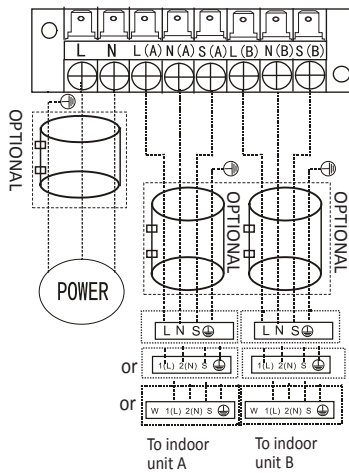 L N L(A) N(A) S(A) L(B) N(B) S(B)
OPTIONAL
OPTIONAL
OPTIONAL
POWER
L N S
L N S
or
1(L) 2(N) S
1(L) 2(N) S
or
W 1(L) 2(N) S
W 1(L) 2(N) S
To indoor
unit A
To indoor
unit B